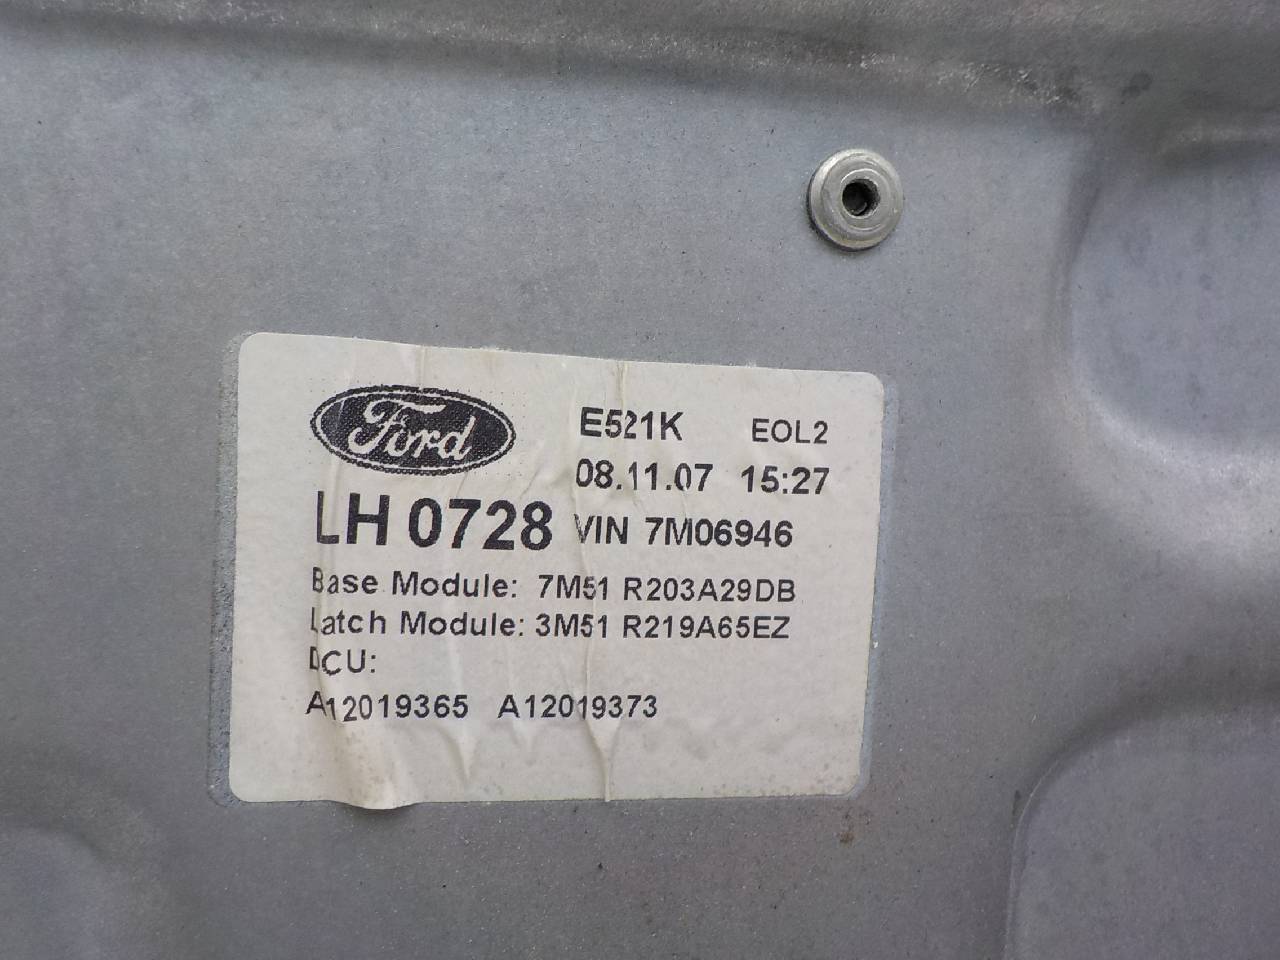 Ford E521K EOL2
08.11.07 15:27
LH 0728 VIN 7M06946
Base Module: 7M51 R203A29DB
Latch Module: 3M51 R219A65EZ
DCU:
A12019365 A12019373